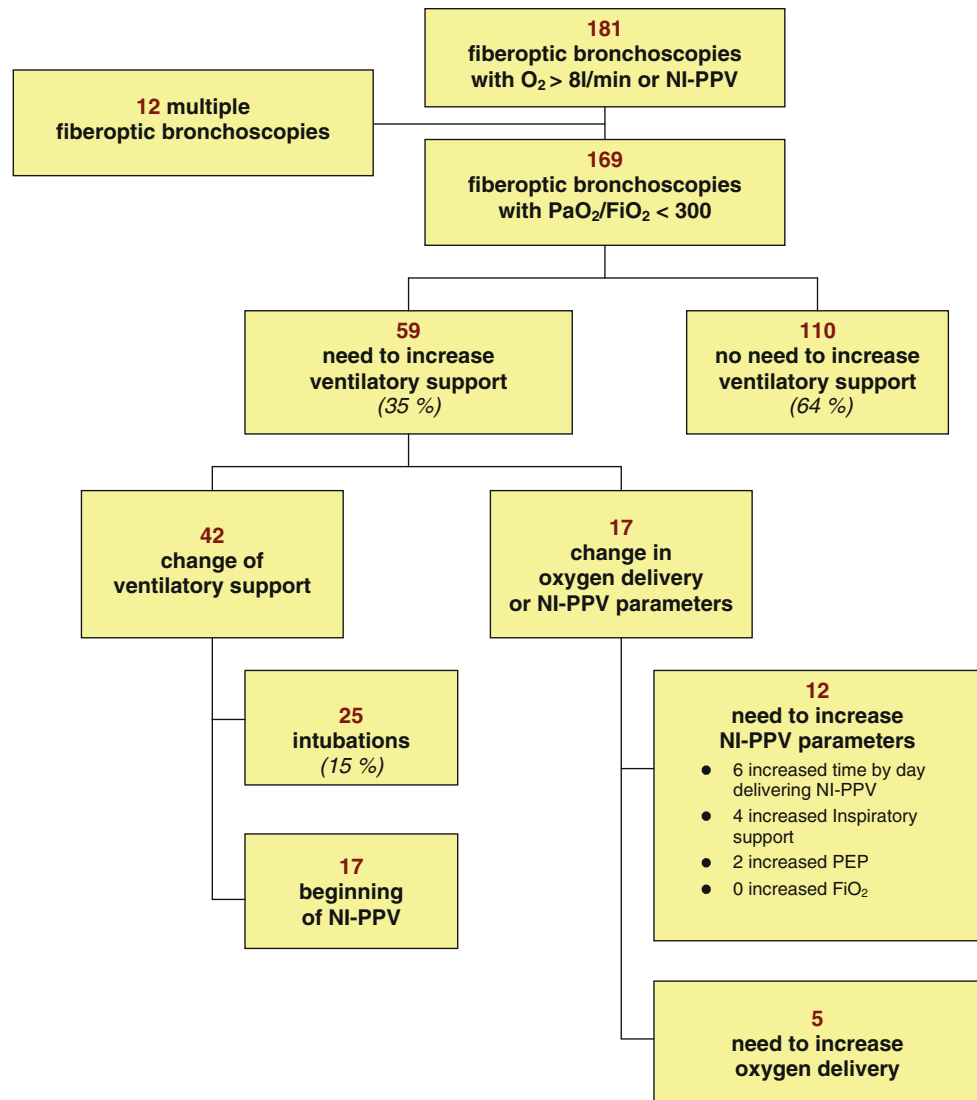 181
fiberoptic bronchoscopies
with O₂ > 8l/min or NI-PPV
12 multiple
fiberoptic bronchoscopies
169
fiberoptic bronchoscopies
with PaO₂/FiO₂ < 300
59
need to increase
ventilatory support
(35 %)
110
no need to increase
ventilatory support
(64 %)
42
change of
ventilatory support
17
change in
oxygen delivery
or NI-PPV parameters
25
intubations
(15 %)
17
beginning
of NI-PPV
12
need to increase
NI-PPV parameters
● 6 increased time by day
delivering NI-PPV
● 4 increased Inspiratory
support
● 2 increased PEP
● 0 increased FiO₂
5
need to increase
oxygen delivery